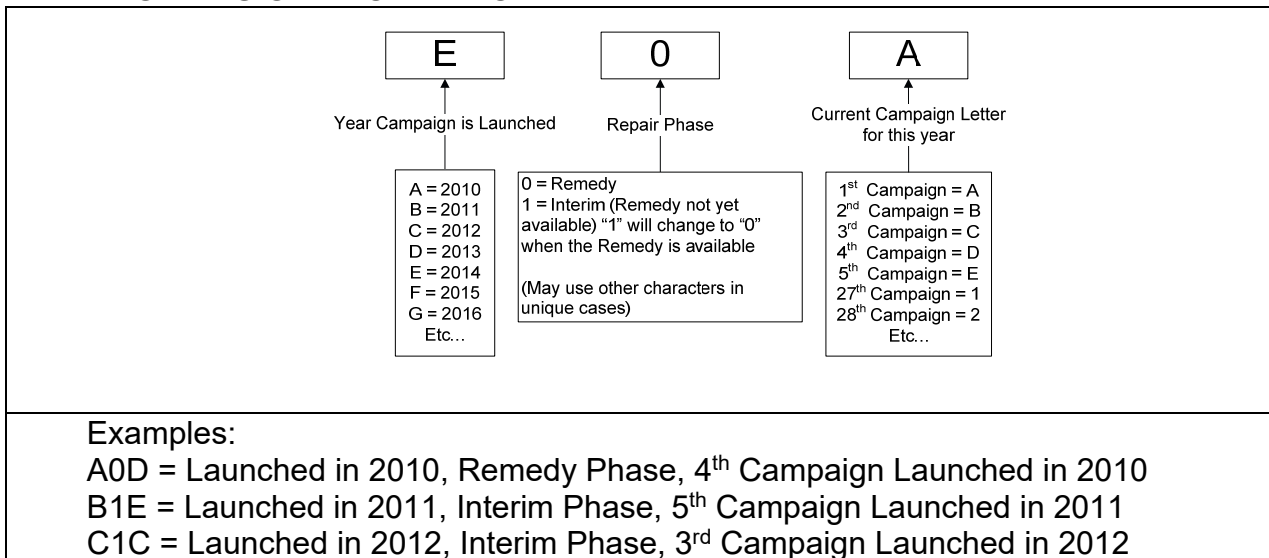 E
0
A
Year Campaign is Launched
Repair Phase
Current Campaign Letter
for this year
A = 2010
B = 2011
C = 2012
D = 2013
E = 2014
F = 2015
G = 2016
Etc...
0 = Remedy
1 = Interim (Remedy not yet
available) “1” will change to “0”
when the Remedy is available
(May use other characters in
unique cases)
1st Campaign = A
2nd Campaign = B
3rd Campaign = C
4th Campaign = D
5th Campaign = E
27th Campaign = 1
28th Campaign = 2
Etc...
Examples:
A0D = Launched in 2010, Remedy Phase, 4th Campaign Launched in 2010
B1E = Launched in 2011, Interim Phase, 5th Campaign Launched in 2011
C1C = Launched in 2012, Interim Phase, 3rd Campaign Launched in 2012